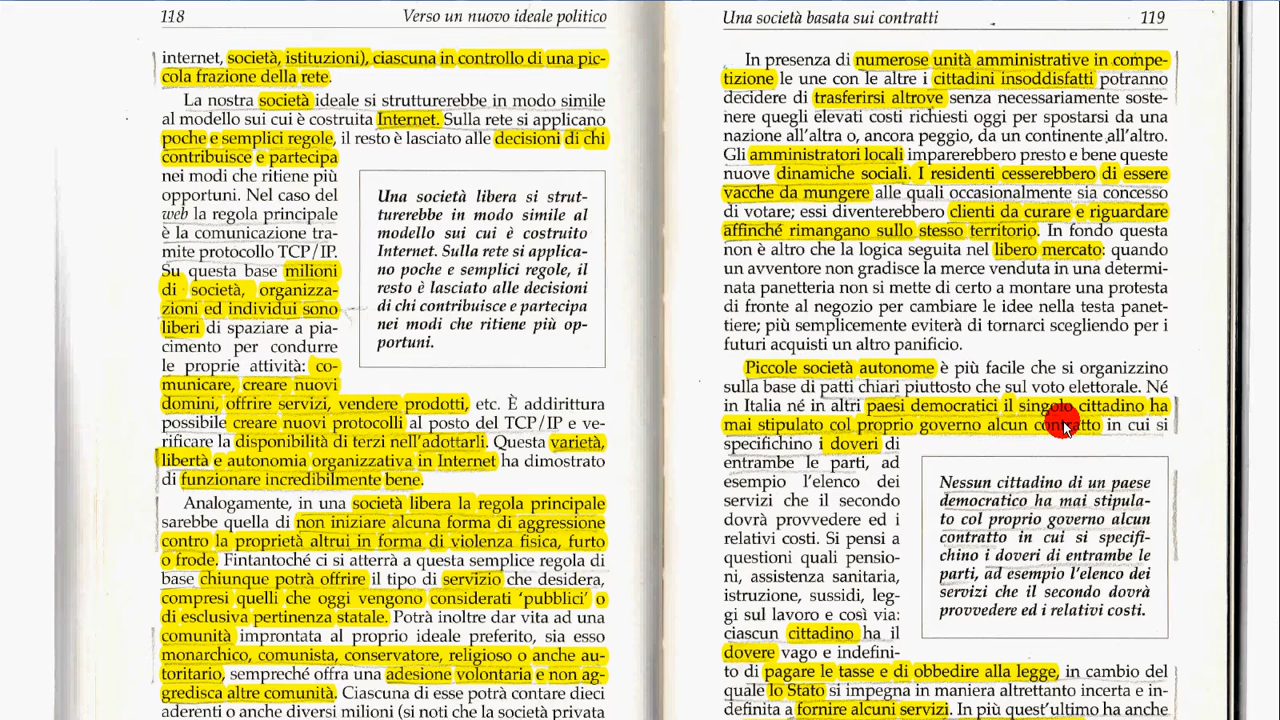 118 Verso un nuovo ideale politico
internet, società, istituzioni), ciascuna in controllo di una pic-
cola frazione della rete.
La nostra società ideale si strutturerebbe in modo simile
al modello su cui è costruita Internet. Sulla rete si applicano
poche e semplici regole, il resto è lasciato alle decisioni di chi
contribuisce e partecipa
nei modi che ritiene più
opportuni. Nel caso del
web la regola principale
è la comunicazione tra-
mite protocollo TCP/IP.
Su questa base milioni
di società, organizza-
zioni ed individui sono
liberi di spaziare a pia-
cimento per condurre
le proprie attività: co-
municare, creare nuovi
domini, offrire servizi, vendere prodotti, etc. È addirittura
possibile creare nuovi protocolli al posto del TCP/IP e ve-
rificare la disponibilità di terzi nell'adottarli. Questa varietà,
libertà e autonomia organizzativa in Internet ha dimostrato
di funzionare incredibilmente bene.
Una società libera si strut-
turerebbe in modo simile al
modello su cui è costruito
Internet. Sulla rete si applica-
no poche e semplici regole, il
resto è lasciato alle decisioni
di chi contribuisce e partecipa
nei modi che ritiene più op-
portuni.
Analogamente, in una società libera la regola principale
sarebbe quella di non iniziare alcuna forma di aggressione
contro la proprietà altrui in forma di violenza fisica, furto
o frode. Fintantoché ci si atterrà a questa semplice regola di
base chiunque potrà offrire il tipo di servizio che desidera,
compresi quelli che oggi vengono considerati 'pubblici' o
di esclusiva pertinenza statale. Potrà inoltre dar vita ad una
comunità improntata al proprio ideale preferito, sia esso
monarchico, comunista, conservatore, religioso o anche au-
toritario, sempreché offra una adesione volontaria e non ag-
gredisca altre comunità. Ciascuna di esse potrà contare dieci
aderenti o anche diversi milioni (si noti che la società privata
Una società basata sui contratti 119
In presenza di numerose unità amministrative in compe-
tizione le une con le altre i cittadini insoddisfatti potranno
decidere di trasferirsi altrove senza necessariamente soste-
nere quegli elevati costi richiesti oggi per spostarsi da una
nazione all'altra o, ancora peggio, da un continente all'altro.
Gli amministratori locali imparerebbero presto e bene queste
nuove dinamiche sociali. I residenti cesserebbero di essere
vacche da mungere alle quali occasionalmente sia concesso
di votare; essi diventerebbero clienti da curare e riguardare
affinché rimangano sullo stesso territorio. In fondo questa
non è altro che la logica seguita nel libero mercato: quando
un avventore non gradisce la merce venduta in una determi-
nata panetteria non si mette di certo a montare una protesta
di fronte al negozio per cambiare le idee nella testa panet-
tiere; più semplicemente eviterà di tornarci scegliendo per i
futuri acquisti un altro panificio.
Piccole società autonome è più facile che si organizzino
sulla base di patti chiari piuttosto che sul voto elettorale. Né
in Italia né in altri paesi democratici il singolo cittadino ha
mai stipulato col proprio governo alcun contratto in cui si
specifichino i doveri di
entrambe le parti, ad
esempio l'elenco dei
servizi che il secondo
dovrà provvedere ed i
relativi costi. Si pensi a
questioni quali pensio-
ni, assistenza sanitaria,
istruzione, sussidi, leg-
gi sul lavoro e così via:
ciascun cittadino ha il
dovere vago e indefini-
to di pagare le tasse e di obbedire alla legge, in cambio del
quale lo Stato si impegna in maniera altrettanto incerta e in-
definita a fornire alcuni servizi. In più quest'ultimo ha anche
Nessun cittadino di un paese
democratico ha mai stipula-
to col proprio governo alcun
contratto in cui si specifi-
chino i doveri di entrambe le
parti, ad esempio l'elenco dei
servizi che il secondo dovrà
provvedere ed i relativi costi.